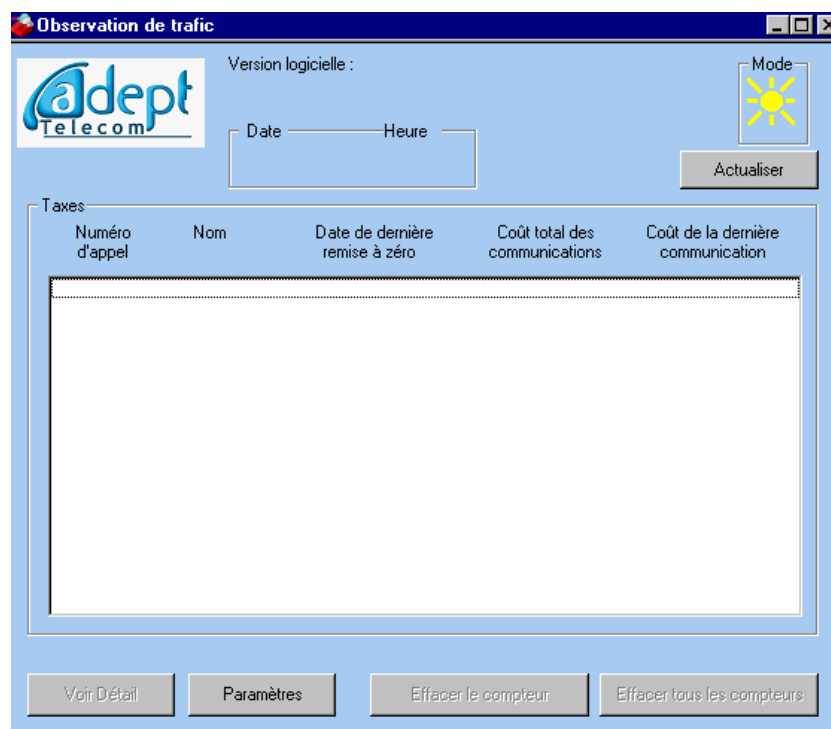 Observation de trafic
adept
Telecom
Version logicielle :
Mode
Date
Heure
Actualiser
Taxes
Numéro
d'appel
Nom
Date de dernière
remise à zéro
Coût total des
communications
Coût de la dernière
communication
Voir Détail
Paramètres
Effacer le compteur
Effacer tous les compteurs